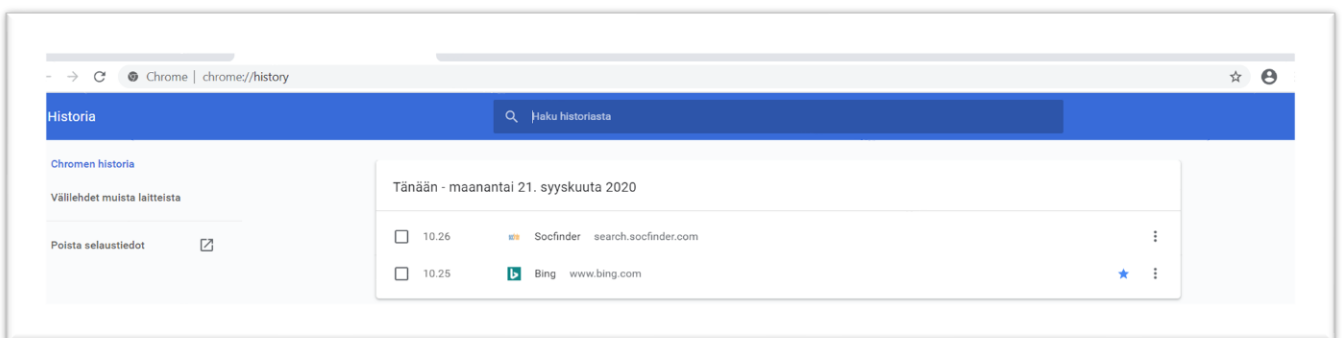 Chrome | chrome://history
Historia
Haku historiasta
Chromen historia
Välilehdet muista laitteista
Poista selaustiedot
Tänään - maanantai 21. syyskuuta 2020
10.26 Socfinder search.socfinder.com
10.25 Bing www.bing.com